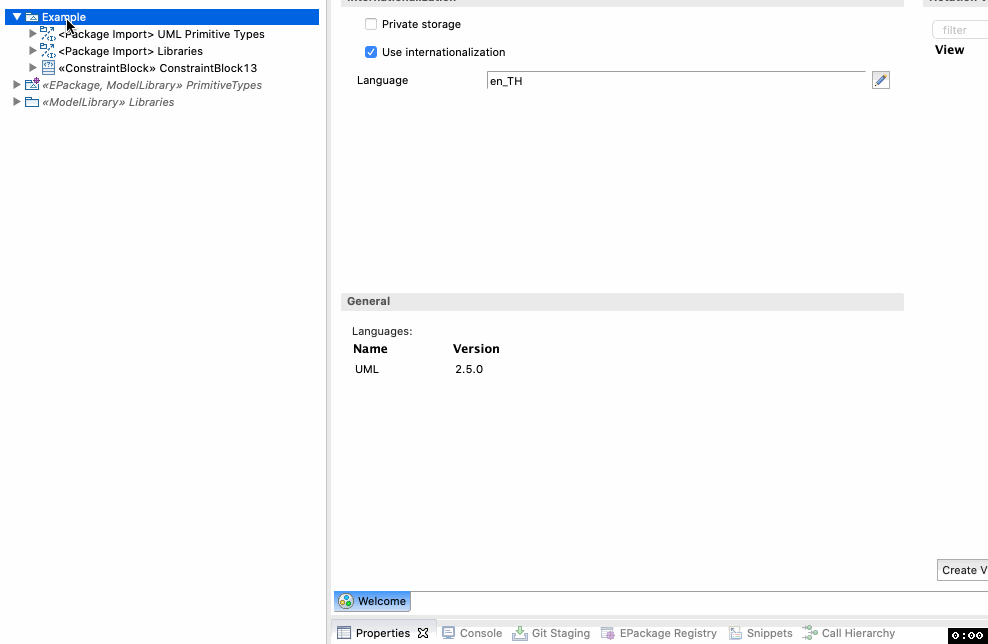 Example
<Package Import> UML Primitive Types
<Package Import> Libraries
«ConstraintBlock» ConstraintBlock13
«EPackage, ModelLibrary» PrimitiveTypes
«ModelLibrary» Libraries
Private storage
Use internationalization
Language
en_TH
filter
View
General
Languages:
Name Version
UML 2.5.0
Create V
Welcome
Properties Console Git Staging EPackage Registry Snippets Call Hierarchy
0:00